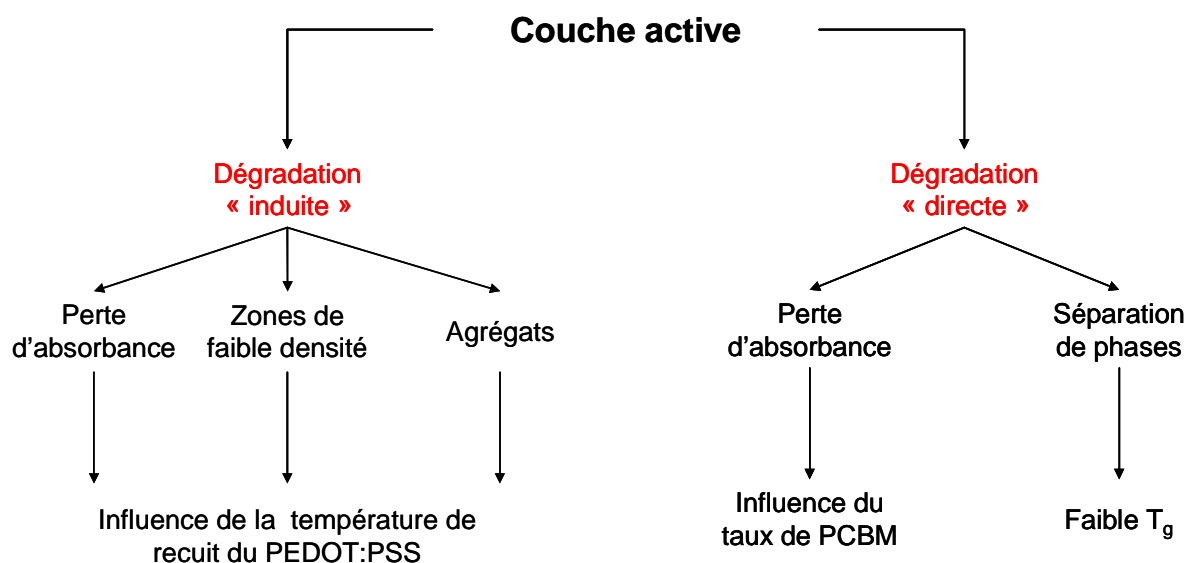 Couche active
Dégradation
« induite »
Dégradation
« directe »
Perte
d'absorbance
Zones de
faible densité
Agrégats
Perte
d'absorbance
Séparation
de phases
Influence de la température de
recuit du PEDOT:PSS
Influence du
taux de PCBM
Faible Tg